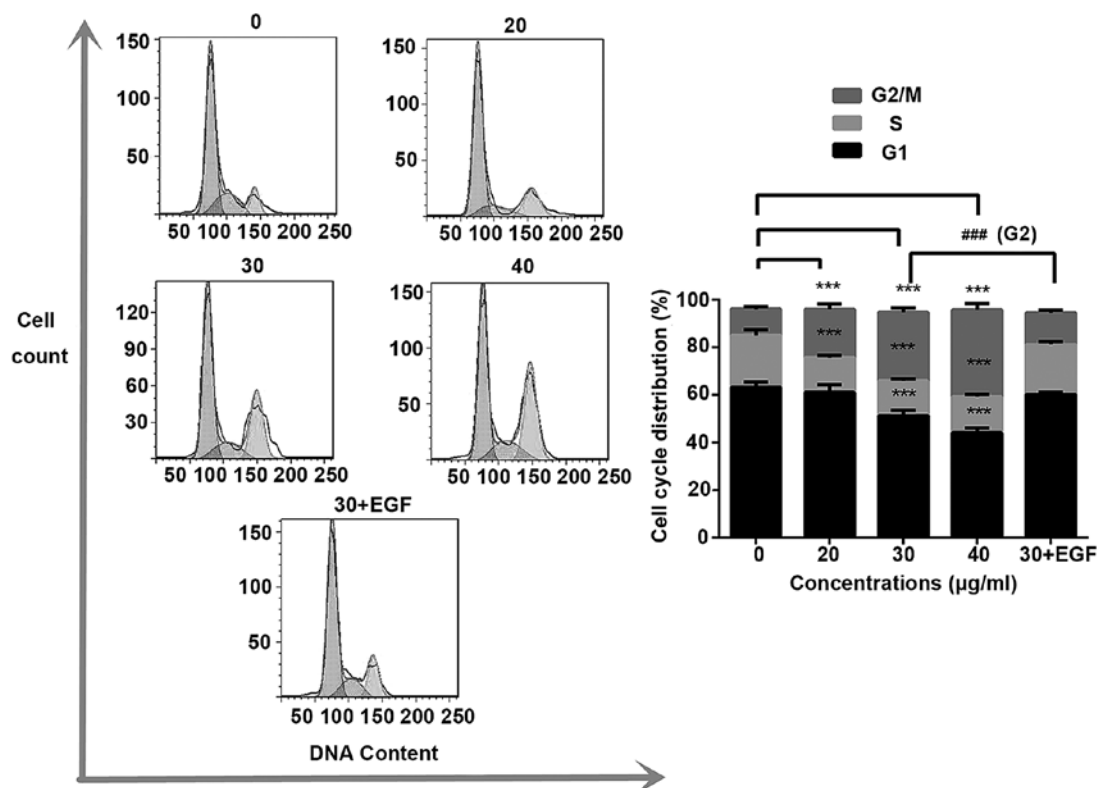 0
150
100
50
50 100 150 200 250
20
150
100
50
50 100 150 200 250
30
120
90
60
30
50 100 150 200 250
40
150
100
50
50 100 150 200 250
30+EGF
150
100
50
50 100 150 200 250
Cell
count
DNA Content
G2/M
S
G1
### (G2)
*** *** ***
*** *** ***
*** ***
100
80
60
40
20
0
Cell cycle distribution (%)
0 20 30 40 30+EGF
Concentrations (µg/ml)